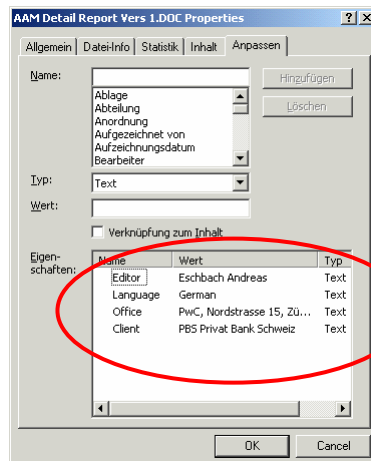 AAM Detail Report Vers 1.DOC Properties
Allgemein Datei-Info Statistik Inhalt Anpassen
Name:
Hinzufügen
Ablage
Abteilung
Anordnung
Aufgezeichnet von
Aufzeichnungsdatum
Bearbeiter
Löschen
Typ: Text
Wert:
Verknüpfung zum Inhalt
Eigen-
schaften:
Name Wert Typ
Editor Eschbach Andreas Text
Language German Text
Office PwC, Nordstrasse 15, Zü... Text
Client PBS Privat Bank Schweiz Text
OK Cancel